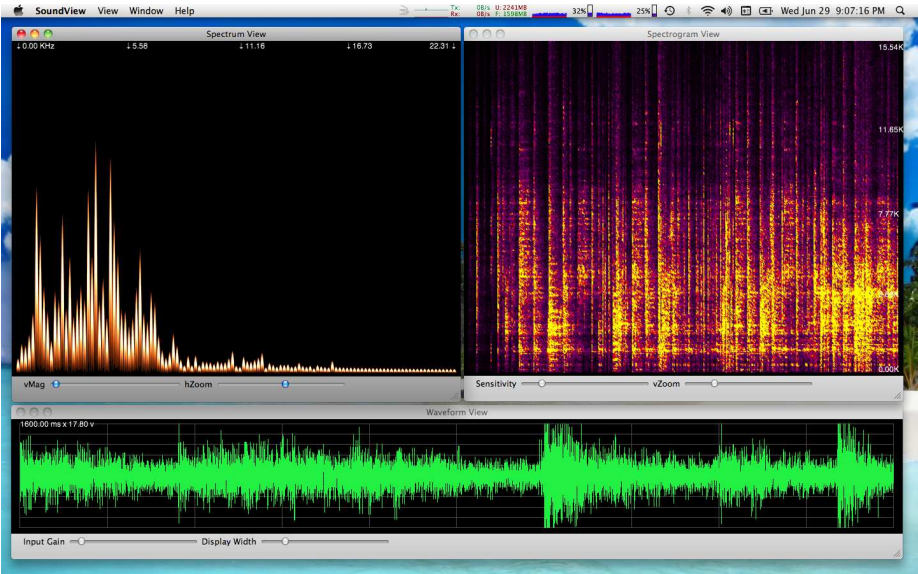 SoundView View Window Help Tx: 0B/s U: 2241MB 32% 25% Wed Jun 29 9:07:16 PM
Rx: 0B/s F: 1598MB
Spectrum View
↓0.00 KHz ↓5.58 ↓11.16 ↓16.73 22.31↓
vMag hZoom
Spectrogram View
15.54K
11.65K
7.77K
0.00K
Sensitivity vZoom
Waveform View
1600.00 ms x 17.80 v
Input Gain Display Width